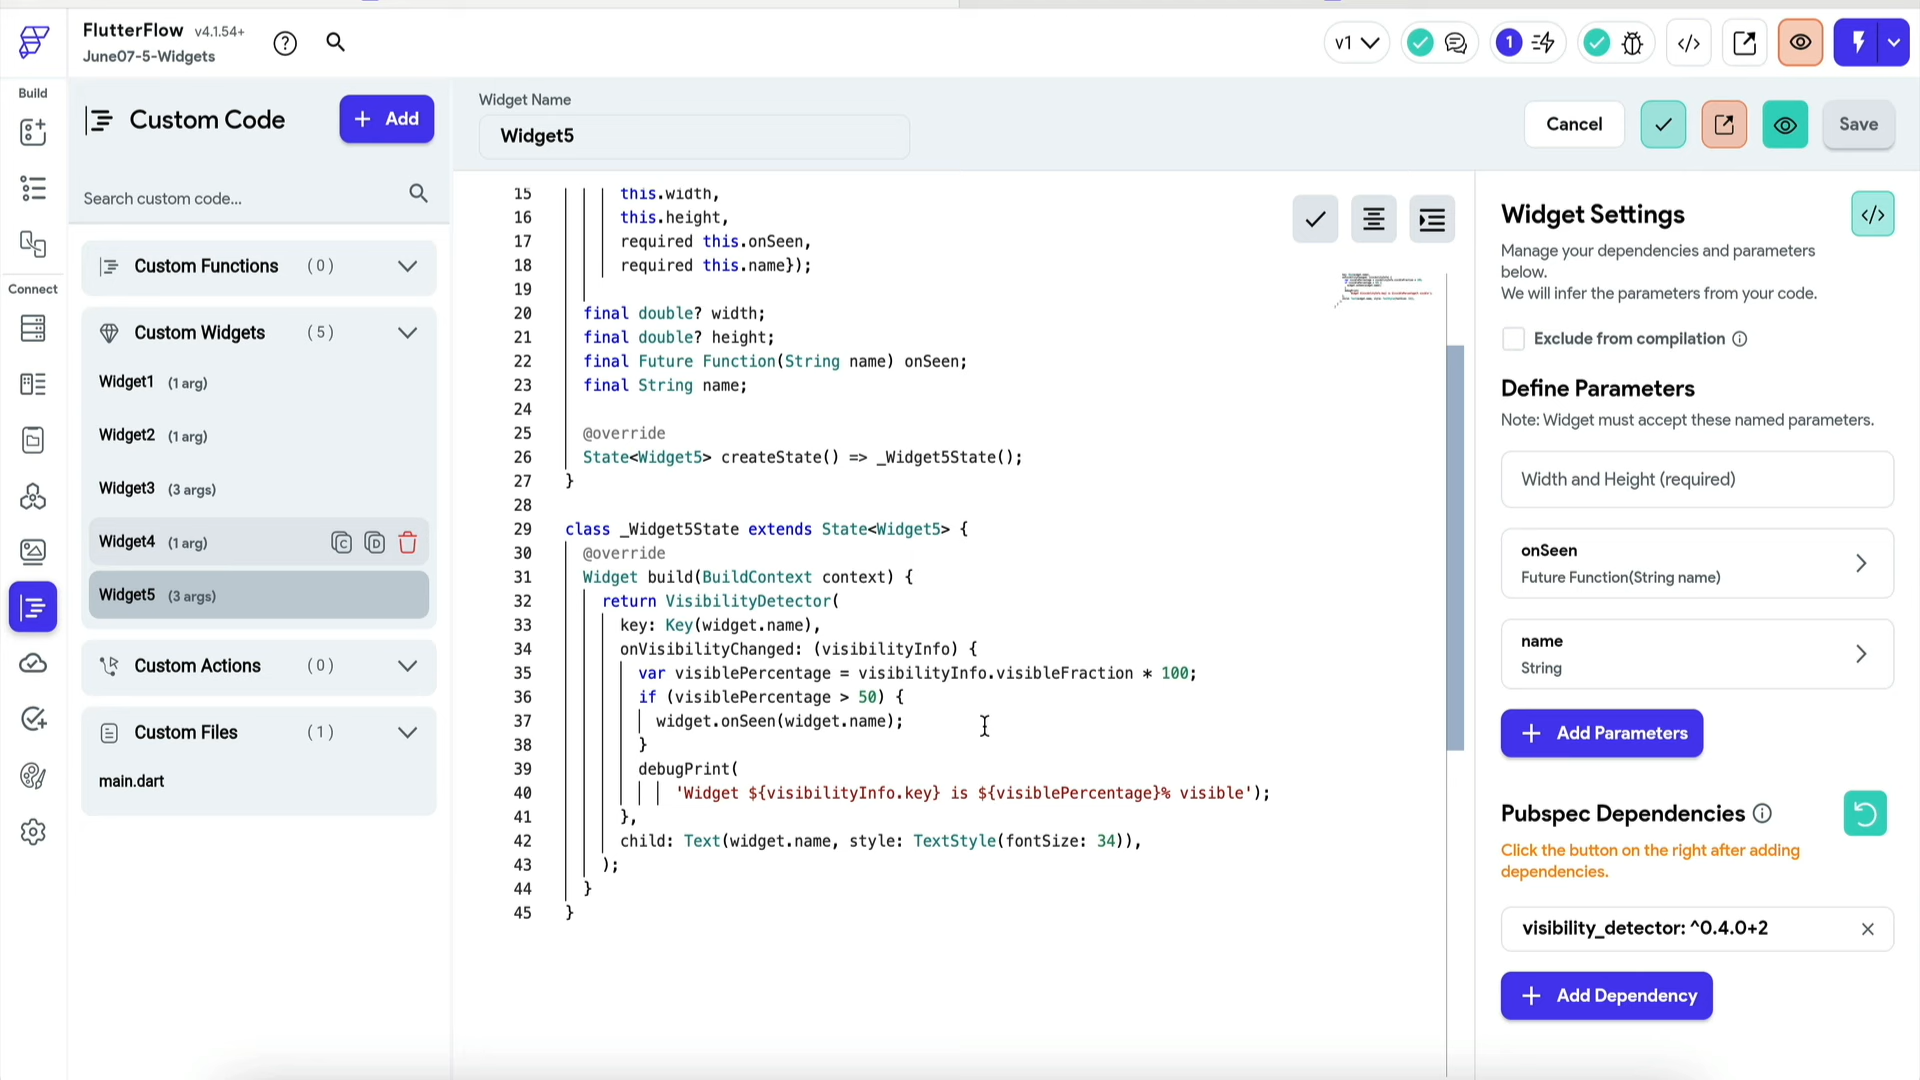 FlutterFlow v4.1.54+
June07-5-Widgets
v1
1
Build
Connect
Custom Code
Add
Search custom code...
Custom Functions (0)
Custom Widgets (5)
Widget1 (1 arg)
Widget2 (1 arg)
Widget3 (3 args)
Widget4 (1 arg)
Widget5 (3 args)
Custom Actions (0)
Custom Files (1)
main.dart
Widget Name
Widget5
Cancel
Save
15 this.width,
16 this.height,
17 required this.onSeen,
18 required this.name});
19
20 final double? width;
21 final double? height;
22 final Future Function(String name) onSeen;
23 final String name;
24
25 @override
26 State<Widget5> createState() => _Widget5State();
27 }
28
29 class _Widget5State extends State<Widget5> {
30 @override
31 Widget build(BuildContext context) {
32 return VisibilityDetector(
33 key: Key(widget.name),
34 onVisibilityChanged: (visibilityInfo) {
35 var visiblePercentage = visibilityInfo.visibleFraction * 100;
36 if (visiblePercentage > 50) {
37 widget.onSeen(widget.name);
38 }
39 debugPrint(
40 'Widget ${visibilityInfo.key} is ${visiblePercentage}% visible');
41 },
42 child: Text(widget.name, style: TextStyle(fontSize: 34)),
43 );
44 }
45 }
Widget Settings
Manage your dependencies and parameters
below.
We will infer the parameters from your code.
Exclude from compilation
Define Parameters
Note: Widget must accept these named parameters.
Width and Height (required)
onSeen
Future Function(String name)
name
String
Add Parameters
Pubspec Dependencies
Click the button on the right after adding
dependencies.
visibility_detector: ^0.4.0+2
Add Dependency